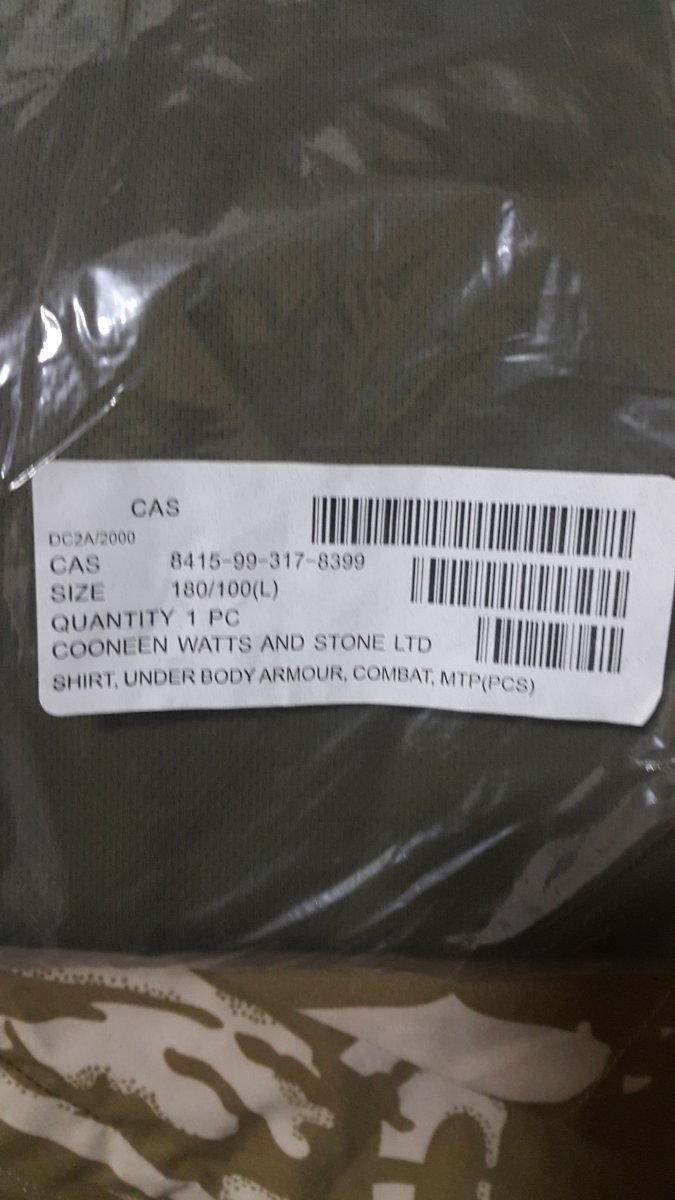 CAS
DC2A/2000
CAS 8415-99-317-8399
SIZE 180/100(L)
QUANTITY 1 PC
COONEEN WATTS AND STONE LTD
SHIRT, UNDER BODY ARMOUR, COMBAT, MTP(PCS)